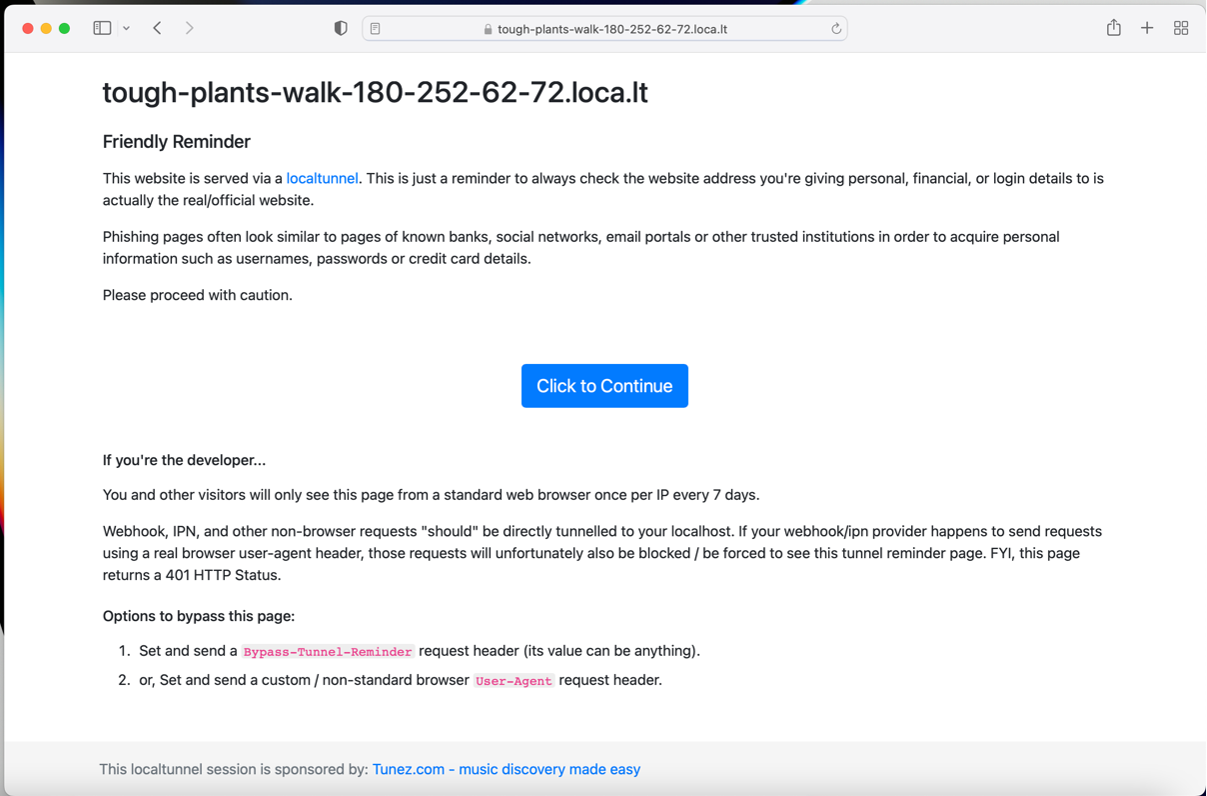 tough-plants-walk-180-252-62-72.loca.lt
tough-plants-walk-180-252-62-72.loca.lt
Friendly Reminder
This website is served via a localtunnel. This is just a reminder to always check the website address you're giving personal, financial, or login details to is
actually the real/official website.
Phishing pages often look similar to pages of known banks, social networks, email portals or other trusted institutions in order to acquire personal
information such as usernames, passwords or credit card details.
Please proceed with caution.
Click to Continue
If you're the developer...
You and other visitors will only see this page from a standard web browser once per IP every 7 days.
Webhook, IPN, and other non-browser requests "should" be directly tunnelled to your localhost. If your webhook/ipn provider happens to send requests
using a real browser user-agent header, those requests will unfortunately also be blocked / be forced to see this tunnel reminder page. FYI, this page
returns a 401 HTTP Status.
Options to bypass this page:
1. Set and send a Bypass-Tunnel-Reminder request header (its value can be anything).
2. or, Set and send a custom / non-standard browser User-Agent request header.
This localtunnel session is sponsored by: Tunez.com - music discovery made easy